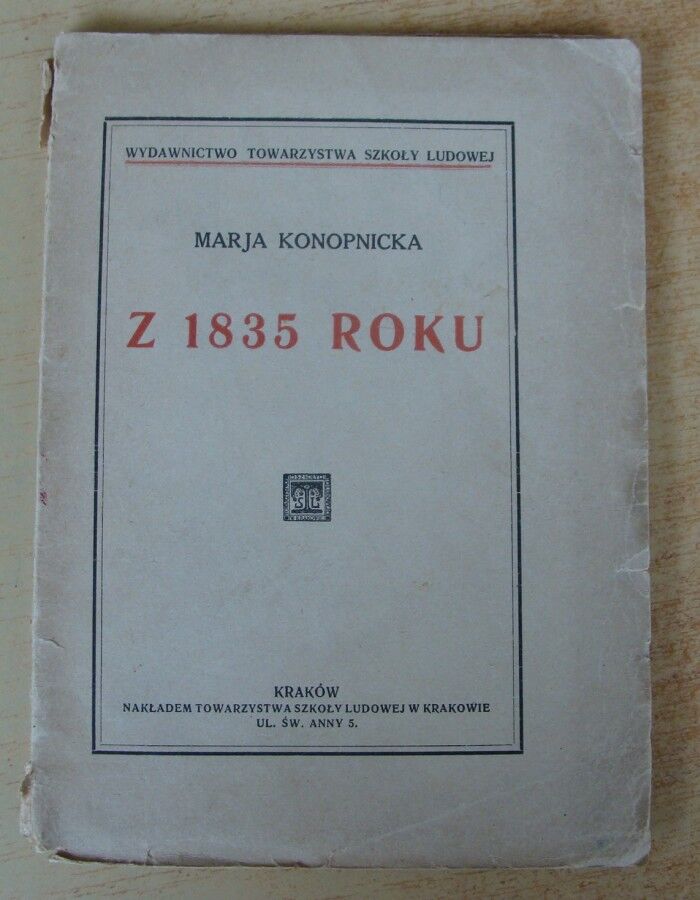 WYDAWNICTWO TOWARZYSTWA SZKOŁY LUDOWEJ
MARJA KONOPNICKA
Z 1835 ROKU
KRAKÓW
NAKŁADEM TOWARZYSTWA SZKOŁY LUDOWEJ W KRAKOWIE
UL. ŚW. ANNY 5.